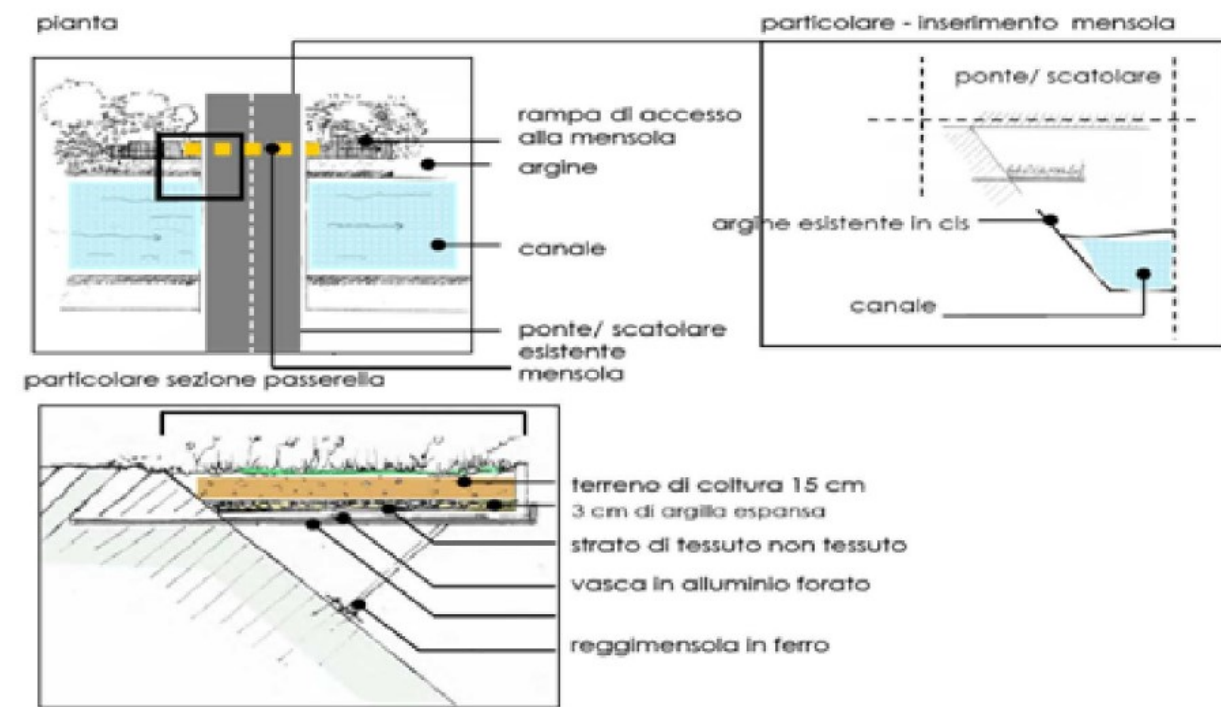 pianta
particolare - inserimento mensola
ponte/ scatolare
rampa di accesso
alla mensola
argine
canale
ponte/ scatolare
esistente
mensola
argine esistente in cls
canale
particolare sezione passerella
terreno di coltura 15 cm
3 cm di argilla espansa
strato di tessuto non tessuto
vasca in alluminio forato
reggimensola in ferro